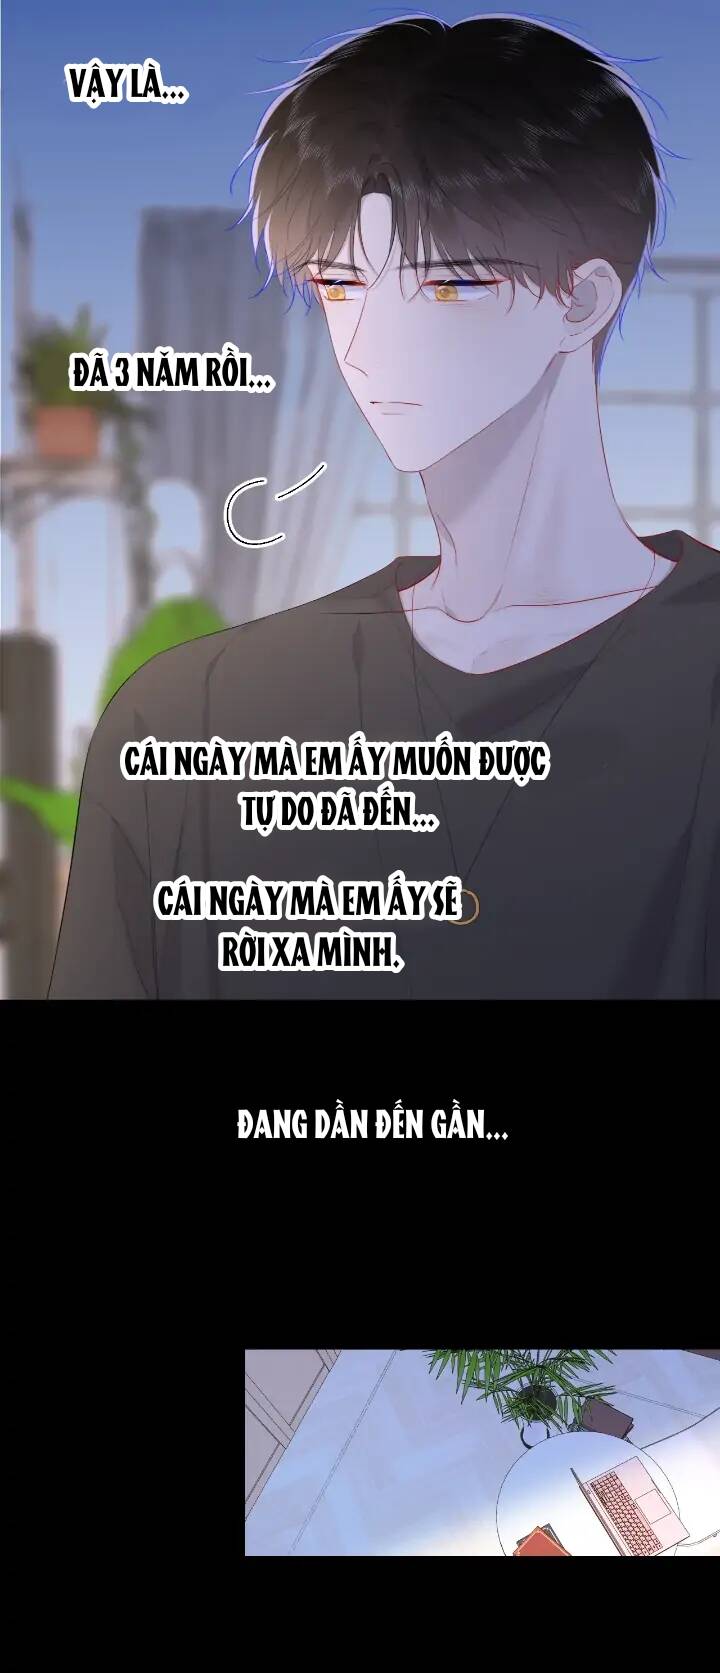 VẬY LÀ...
ĐÃ 3 NĂM RỒI...
CÁI NGÀY MÀ EM ẤY MUỐN ĐƯỢC
TỰ DO ĐÃ ĐẾN...
CÁI NGÀY MÀ EM ẤY SẼ
RỜI XA MÌNH.
ĐANG DẦN ĐẾN GẦN...